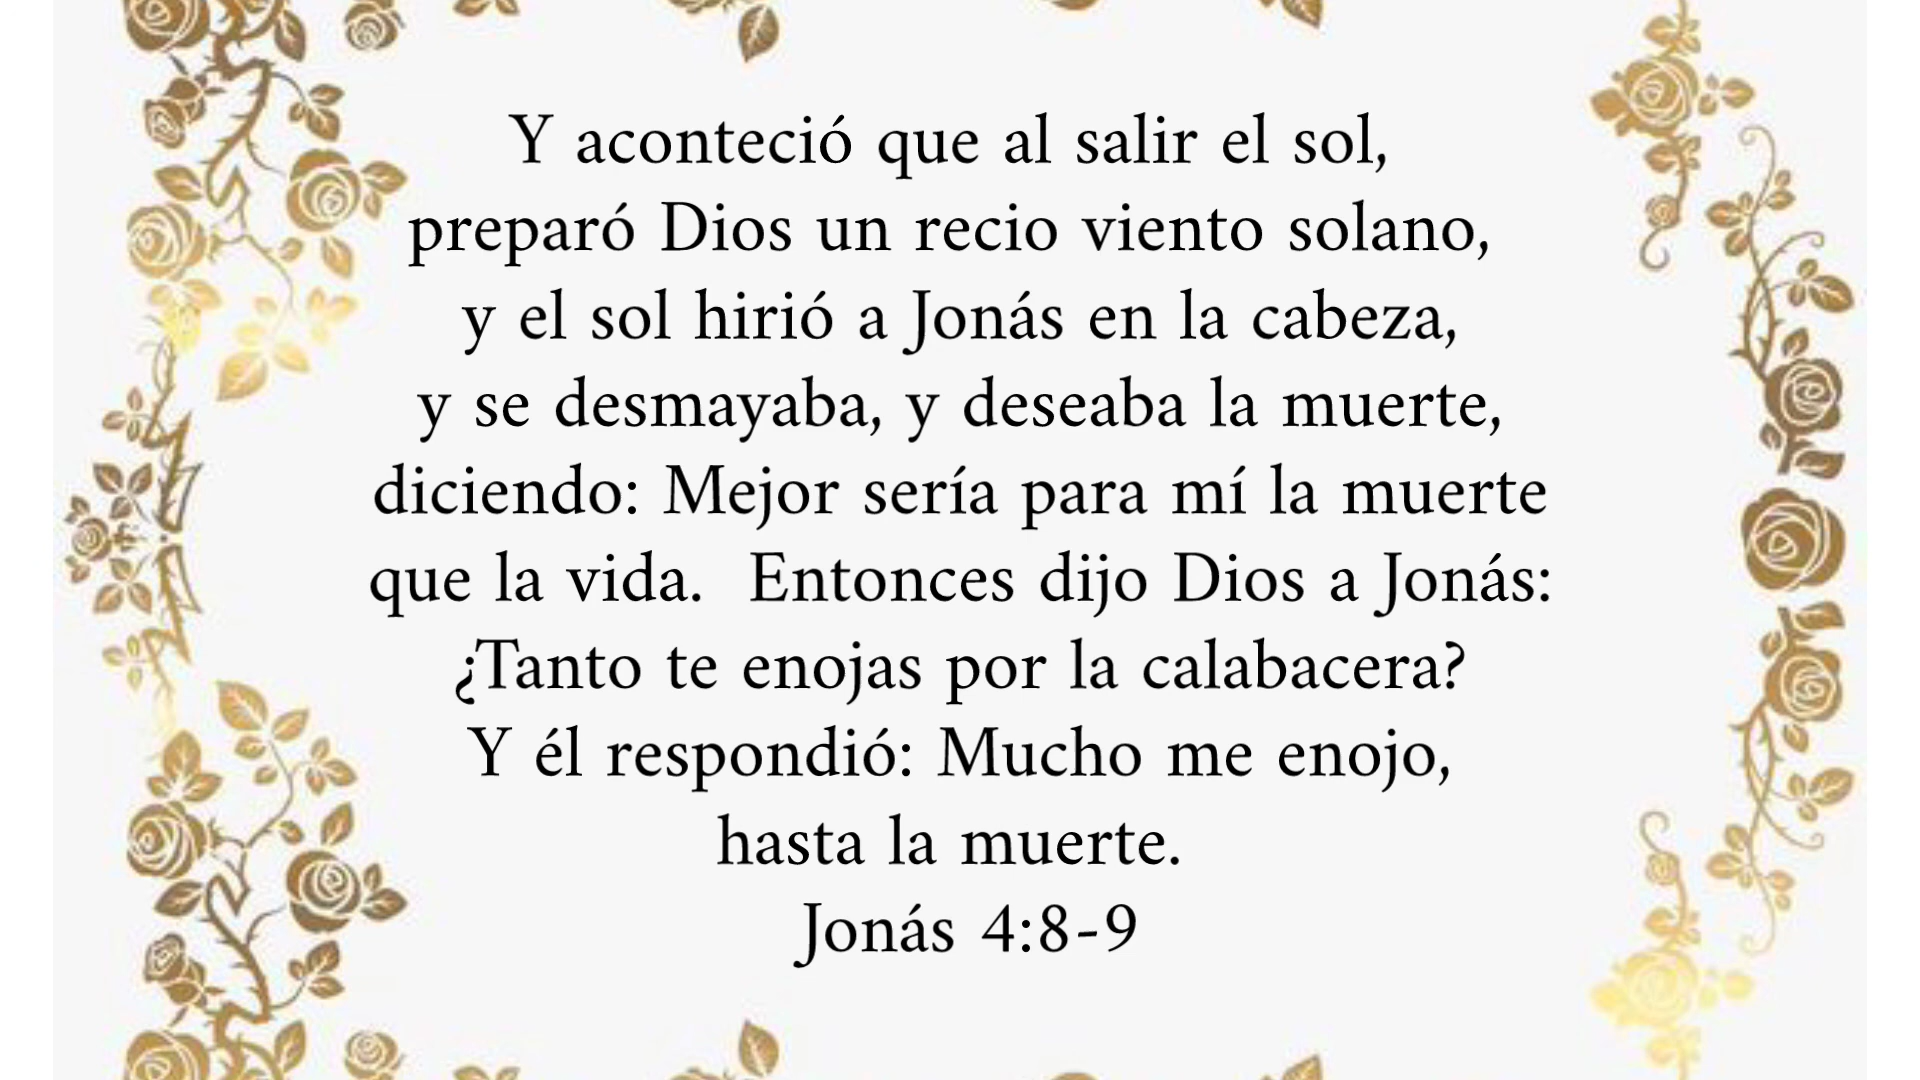 Y aconteció que al salir el sol,
preparó Dios un recio viento solano,
y el sol hirió a Jonás en la cabeza,
y se desmayaba, y deseaba la muerte,
diciendo: Mejor sería para mí la muerte
que la vida.  Entonces dijo Dios a Jonás:
¿Tanto te enojas por la calabacera?
Y él respondió: Mucho me enojo,
hasta la muerte.
Jonás 4:8-9